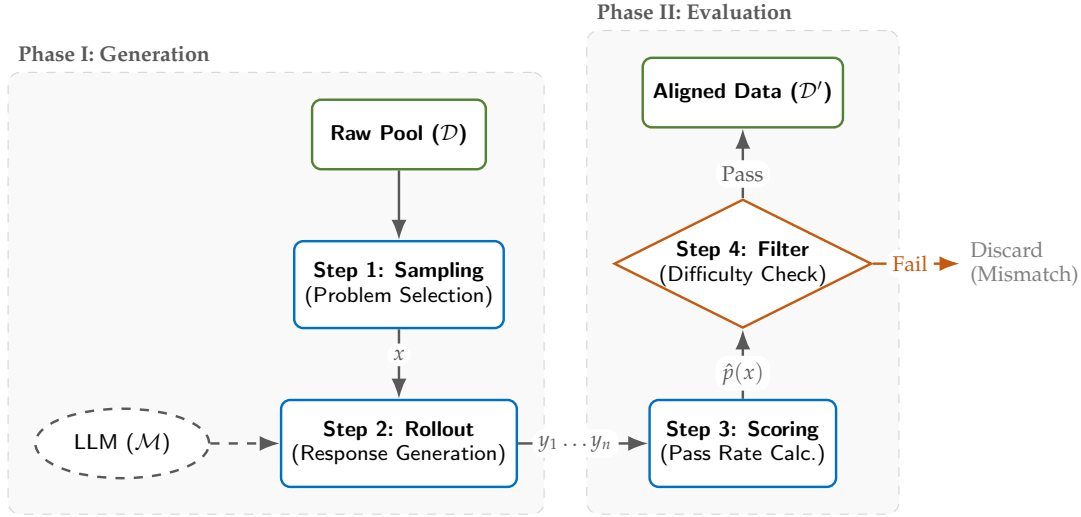 Phase I: Generation
Raw Pool (𝒟)
Step 1: Sampling
(Problem Selection)
x
LLM (ℳ)
Step 2: Rollout
(Response Generation)
y₁ … yₙ
Phase II: Evaluation
Aligned Data (𝒟′)
Pass
Step 4: Filter
(Difficulty Check)
Fail
Discard
(Mismatch)
p̂(x)
Step 3: Scoring
(Pass Rate Calc.)